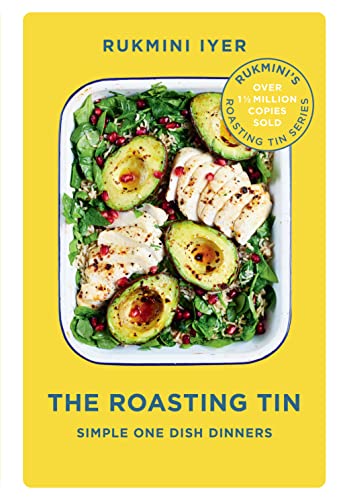 RUKMINI IYER
RUKMINI'S
OVER
1½ MILLION
COPIES
SOLD
ROASTING TIN SERIES
THE ROASTING TIN
SIMPLE ONE DISH DINNERS